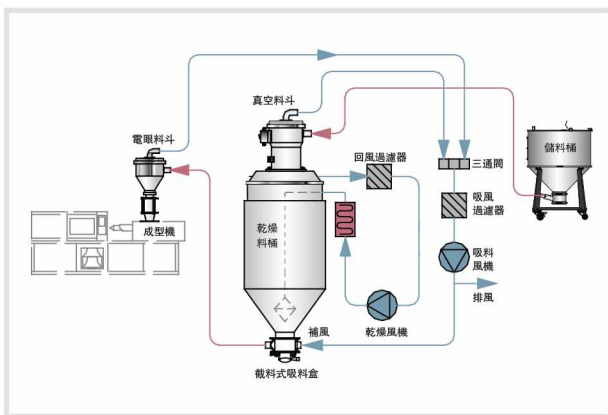 真空料斗
電眼料斗
回風過濾器
三通閥
儲料桶
吸風
過濾器
成型機
乾燥
料桶
吸料
風機
排風
補風
乾燥風機
截料式吸料盒